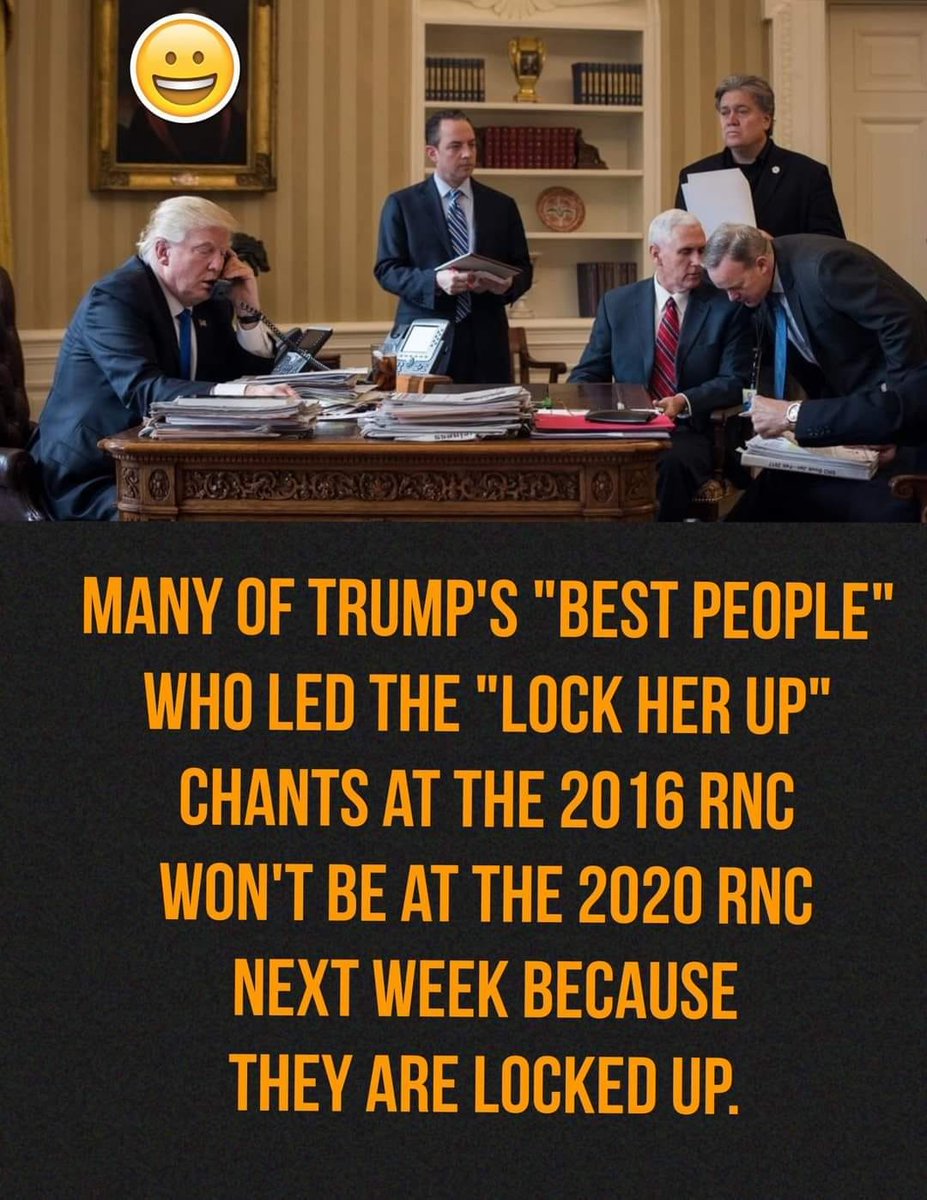 MANY OF TRUMP'S "BEST PEOPLE"
WHO LED THE "LOCK HER UP"
CHANTS AT THE 2016 RNC
WON'T BE AT THE 2020 RNC
NEXT WEEK BECAUSE
THEY ARE LOCKED UP.